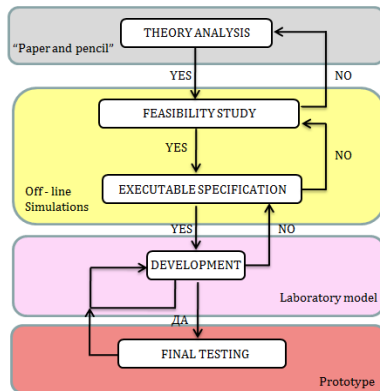 THEORY ANALYSIS
“Paper and pencil”
YES
NO
FEASIBILITY STUDY
YES
NO
EXECUTABLE SPECIFICATION
Off - line
Simulations
YES
NO
DEVELOPMENT
Laboratory model
ДА
FINAL TESTING
Prototype